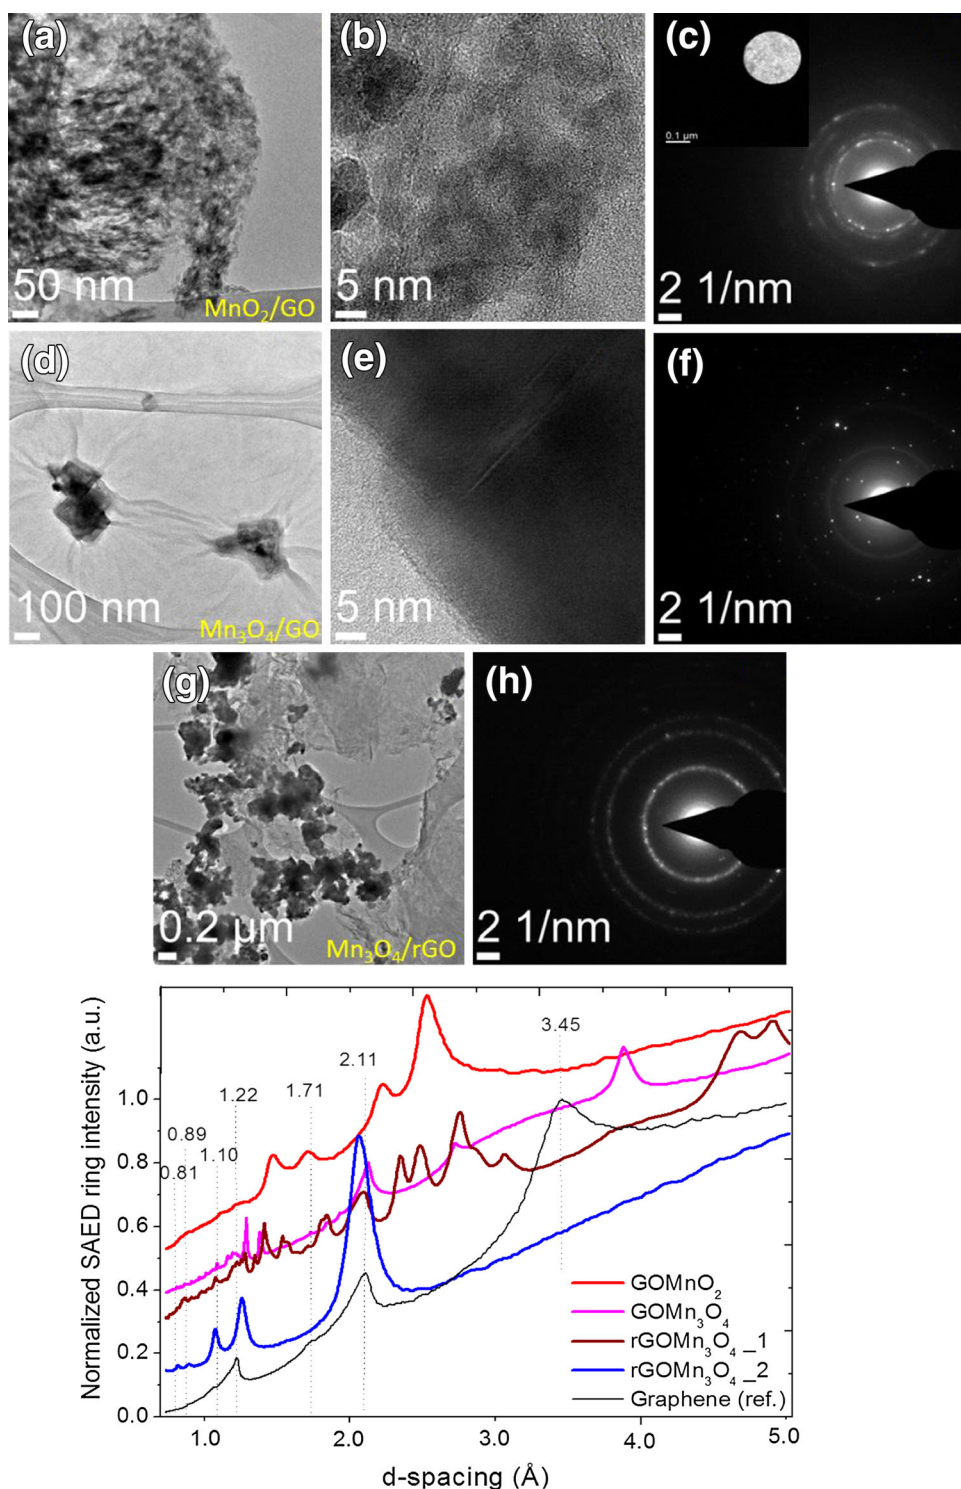 (a)
50 nm
MnO₂/GO
(b)
5 nm
(c)
0.1 µm
2 1/nm
(d)
100 nm
Mn₃O₄/GO
(e)
5 nm
(f)
2 1/nm
(g)
0.2 µm
Mn₃O₄/rGO
(h)
2 1/nm
Normalized SAED ring intensity (a.u.)
1.0
0.8
0.6
0.4
0.2
0.0
0.81
0.89
1.10
1.22
1.71
2.11
3.45
GOMnO₂
GOMn₃O₄
rGOMn₃O₄_1
rGOMn₃O₄_2
Graphene (ref.)
1.0 2.0 3.0 4.0 5.0
d-spacing (Å)